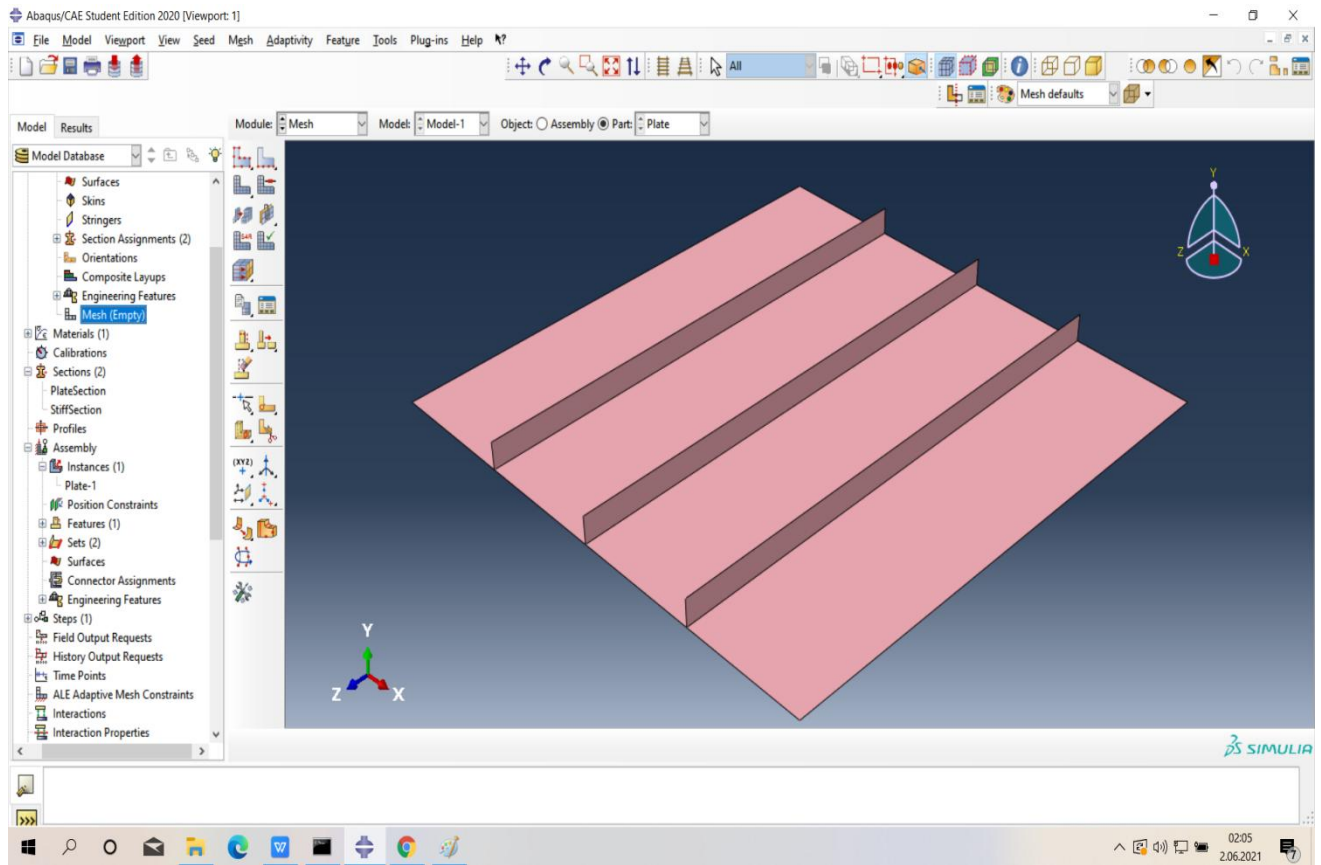 Abaqus/CAE Student Edition 2020 [Viewport: 1]
File Model Viewport View Seed Mesh Adaptivity Feature Tools Plug-ins Help
All
Mesh defaults
Model Results
Module: Mesh Model: Model-1 Object: Assembly Part: Plate
Model Database
Surfaces
Skins
Stringers
Section Assignments (2)
Orientations
Composite Layups
Engineering Features
Mesh (Empty)
Materials (1)
Calibrations
Sections (2)
PlateSection
StiffSection
Profiles
Assembly
Instances (1)
Plate-1
Position Constraints
Features (1)
Sets (2)
Surfaces
Connector Assignments
Engineering Features
Steps (1)
Field Output Requests
History Output Requests
Time Points
ALE Adaptive Mesh Constraints
Interactions
Interaction Properties
(XYZ)
Y
Z X
Y
Z X
SIMULIA
>>>
02:05
2.06.2021
7